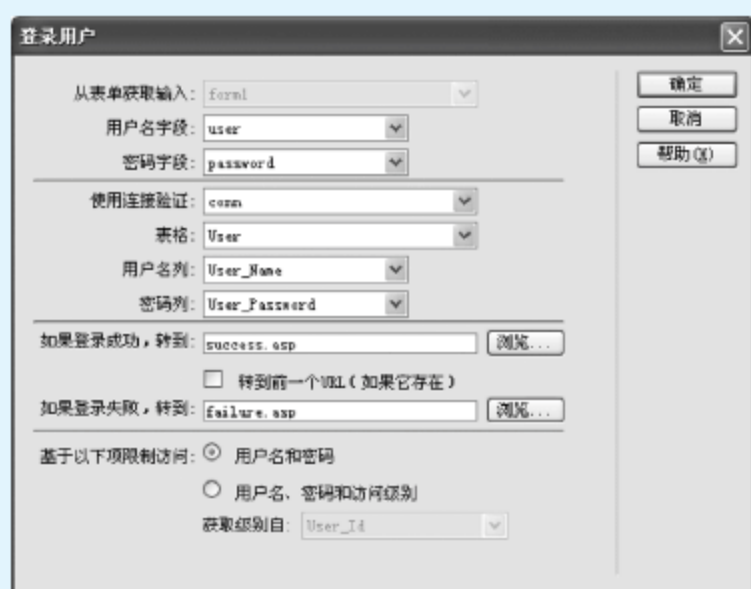 登录用户
从表单获取输入: form1
确定
用户名字段: user
取消
密码字段: password
帮助(H)
使用连接验证: conn
表格: User
用户名列: User_Name
密码列: User_Password
如果登录成功，转到: success.asp 浏览...
转到前一个URL(如果它存在)
如果登录失败，转到: failure.asp 浏览...
基于以下项限制访问: 用户名和密码
用户名、密码和访问级别
获取级别自: User_Id